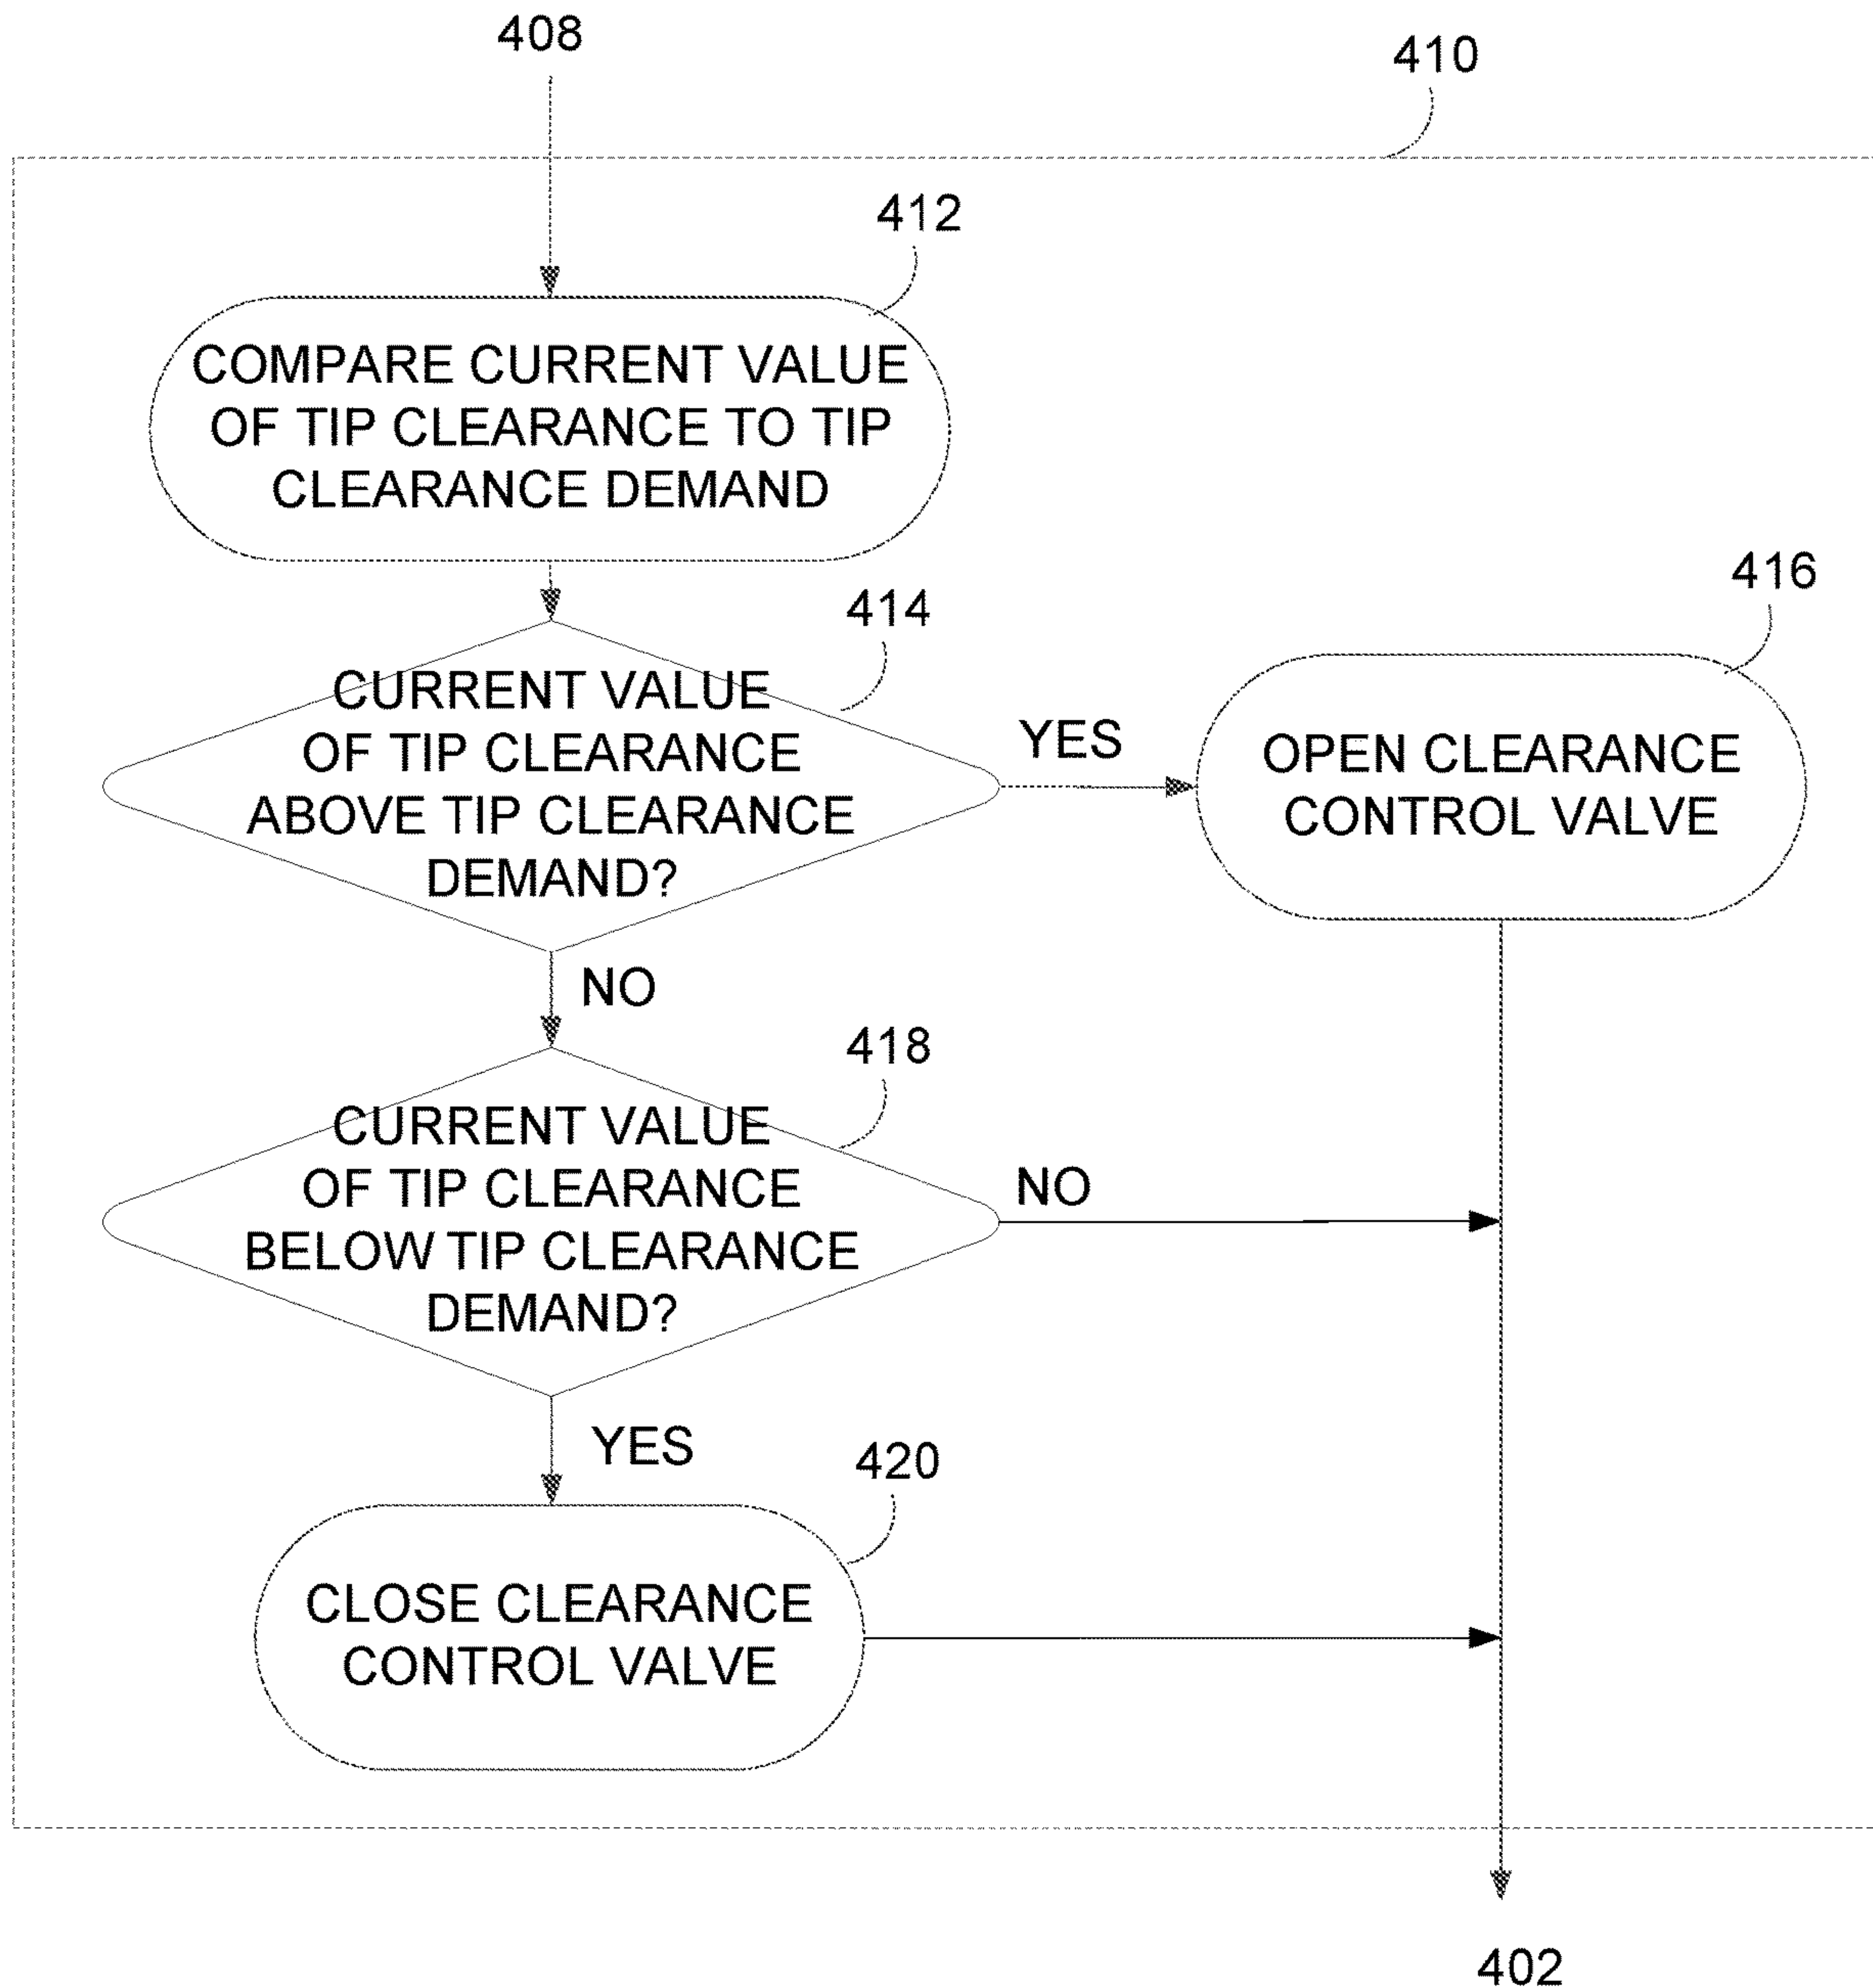 408
410
412
COMPARE CURRENT VALUE
OF TIP CLEARANCE TO TIP
CLEARANCE DEMAND
414
416
CURRENT VALUE
OF TIP CLEARANCE
ABOVE TIP CLEARANCE
DEMAND?
YES
OPEN CLEARANCE
CONTROL VALVE
NO
418
CURRENT VALUE
OF TIP CLEARANCE
BELOW TIP CLEARANCE
DEMAND?
NO
YES
420
CLOSE CLEARANCE
CONTROL VALVE
402